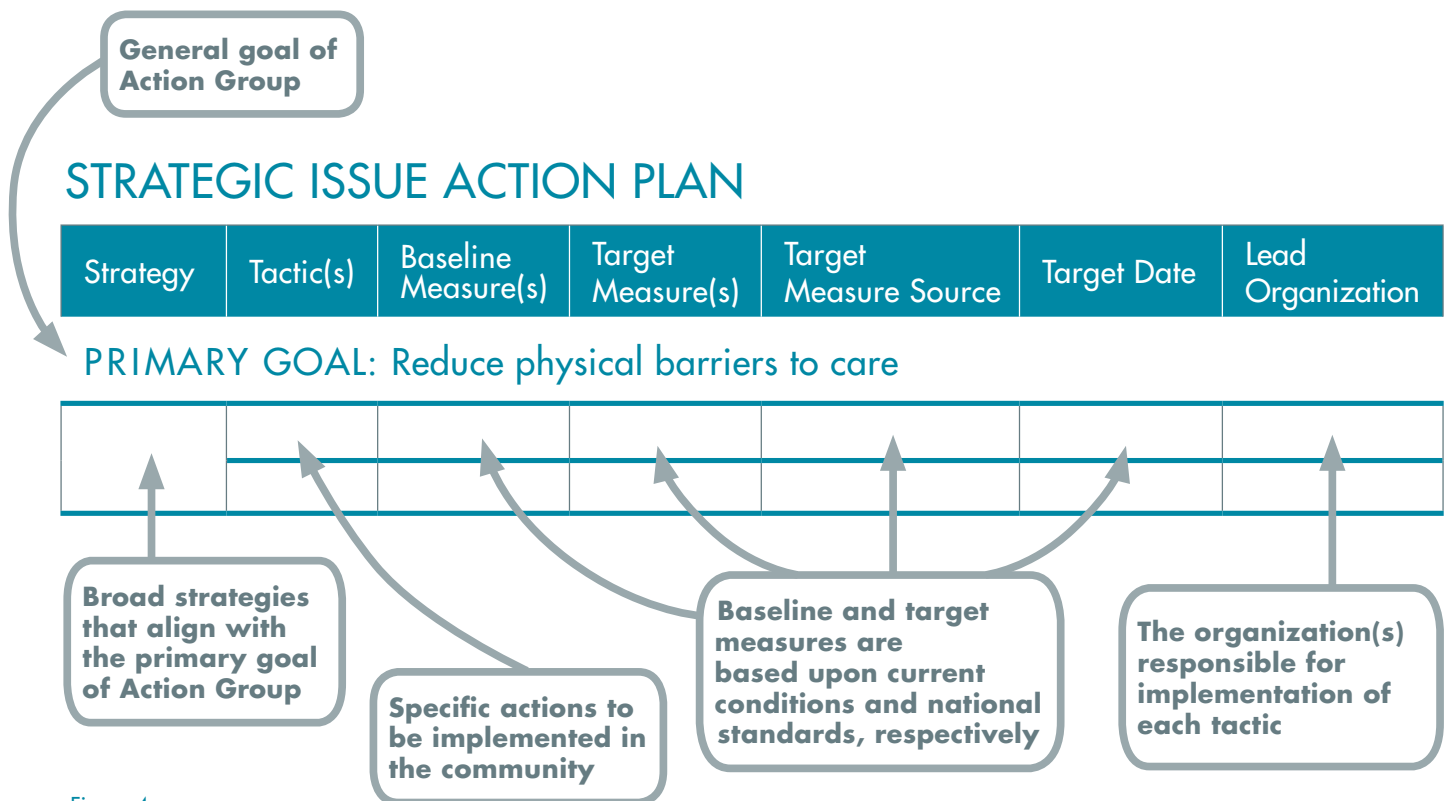 General goal of
Action Group
STRATEGIC ISSUE ACTION PLAN
Strategy
Tactic(s)
Baseline
Measure(s)
Target
Measure(s)
Target
Measure Source
Target Date
Lead
Organization
PRIMARY GOAL: Reduce physical barriers to care
Broad strategies
that align with
the primary goal
of Action Group
Specific actions to
be implemented in
the community
Baseline and target
measures are
based upon current
conditions and national
standards, respectively
The organization(s)
responsible for
implementation of
each tactic